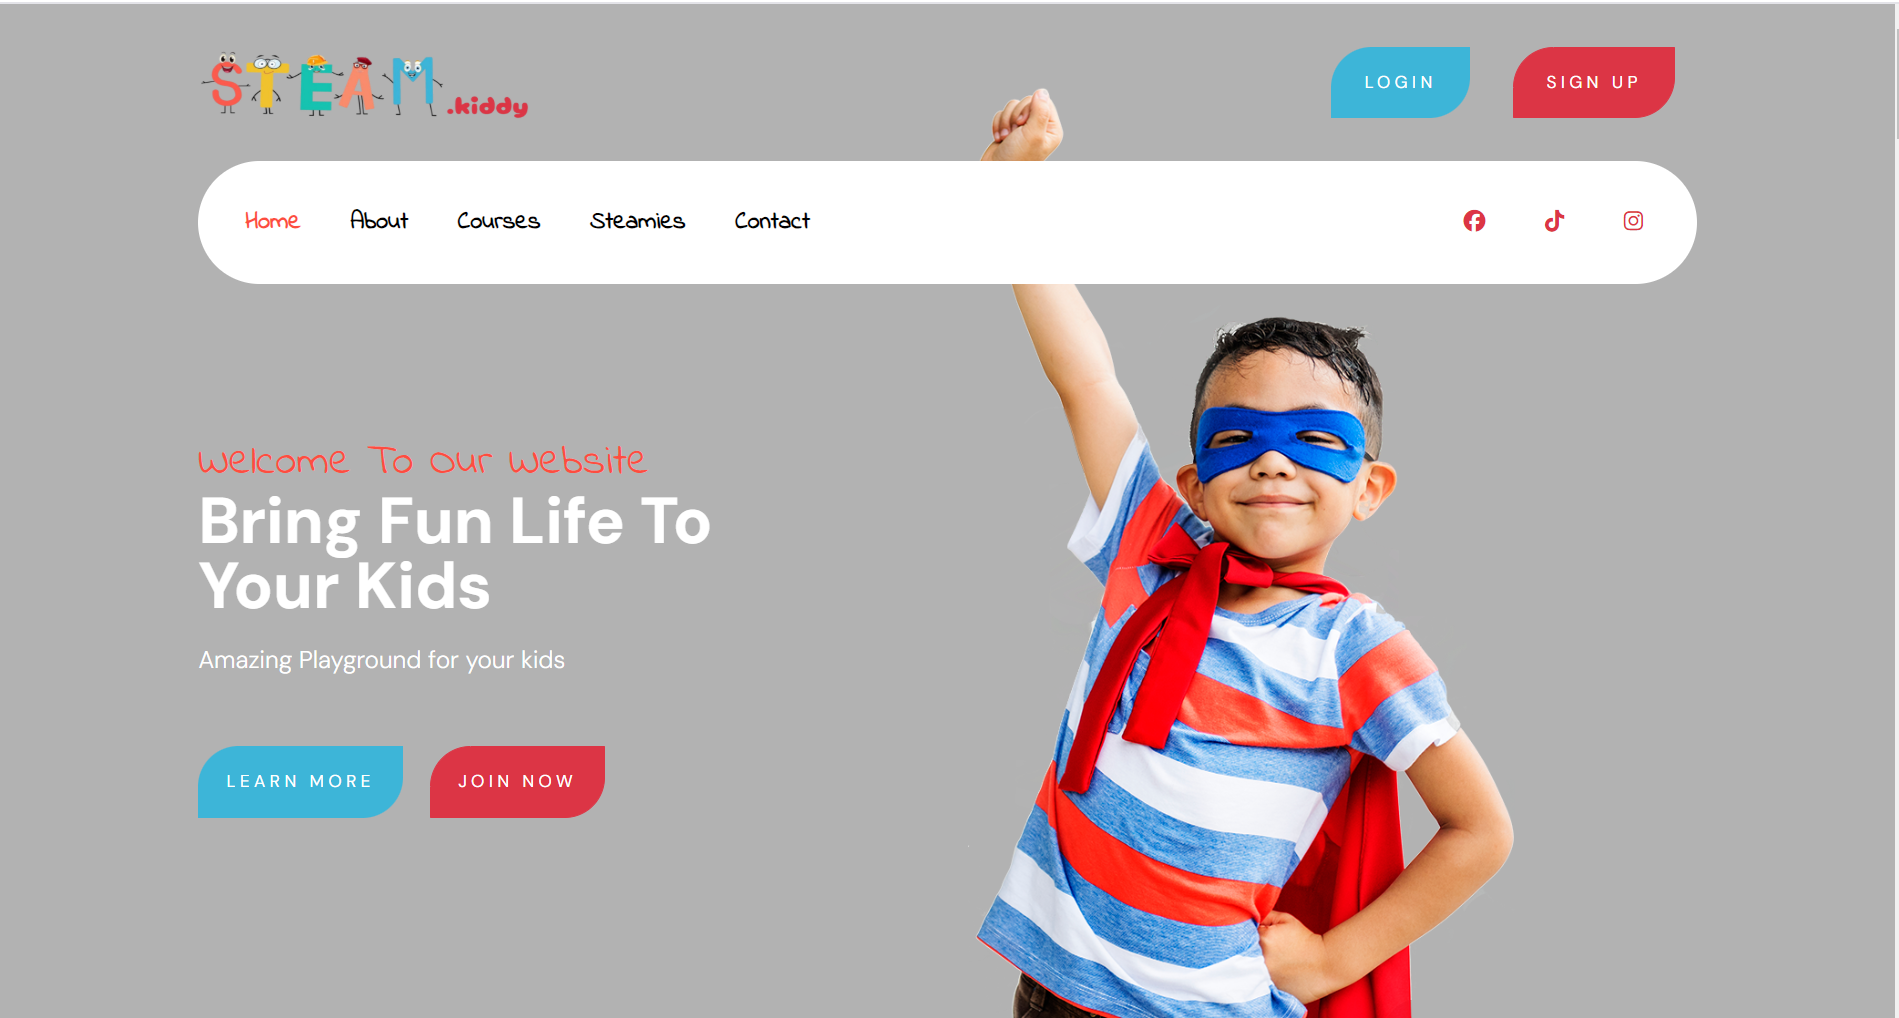 STEAM.kiddy
LOGIN
SIGN UP
Home
About
Courses
Steamies
Contact
Welcome To Our Website
Bring Fun Life To
Your Kids
Amazing Playground for your kids
LEARN MORE
JOIN NOW